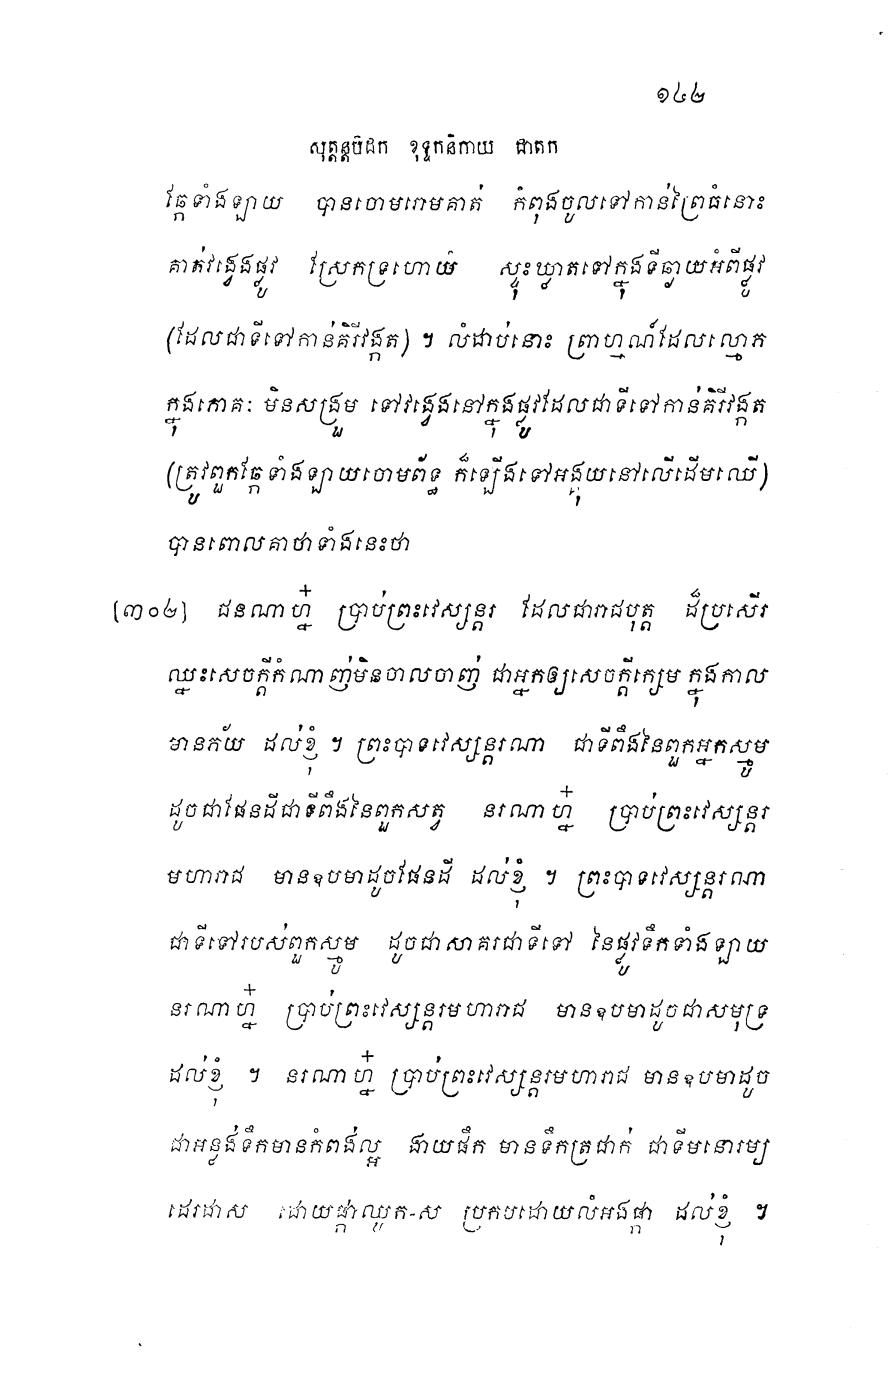 ១៤២
សុត្តន្តបិដក ខុទ្ទកនិកាយ ជាតក
ឆ្កែទាំងឡាយ បានចោមរោមគាត់ កំពុងចូលទៅកាន់ព្រៃធំនោះ
គាត់វង្វេងផ្លូវ ស្រែកទ្រហោយំ ស្ទុះឃ្លាតទៅក្នុងទីឆ្ងាយអំពីផ្លូវ
(ដែលជាទីទៅកាន់គិរីវង្កត) ។ លំដាប់នោះ ព្រាហ្មណ៍ដែលល្មោភ
ក្នុងភោគៈ មិនសង្រួម ទៅវង្វេងនៅក្នុងផ្លូវដែលជាទីទៅកាន់គិរីវង្កត
(ត្រូវពួកឆ្កែទាំងឡាយចោមព័ទ្ធ ក៏ឡើងទៅអង្គុយនៅលើដើមឈើ)
បានពោលគាថាទាំងនេះថា
[៣០៤] ជនណាហ្ន៎ ប្រាប់ព្រះវេស្សន្តរ ដែលជារាជបុត្ត ដ៏ប្រសើរ
ឈ្នះសេចក្តីកំណាញ់មិនចាលចាញ់ ជាអ្នកឲ្យសេចក្តីក្សេម ក្នុងកាល
មានភ័យ ដល់ខ្ញុំ ។ ព្រះបាទវេស្សន្តរណា ជាទីពឹងនៃពួកអ្នកស្មូម
ដូចជាផែនដីជាទីពឹងនៃពួកសត្វ នរណាហ្ន៎ ប្រាប់ព្រះវេស្សន្តរ
មហារាជ មានឧបមាដូចផែនដី ដល់ខ្ញុំ ។ ព្រះបាទវេស្សន្តរណា
ជាទីទៅរបស់ពួកស្មូម ដូចជាសាគរជាទីទៅ នៃផ្លូវទឹកទាំងឡាយ
នរណាហ្ន៎ ប្រាប់ព្រះវេស្សន្តរមហារាជ មានឧបមាដូចជាសមុទ្រ
ដល់ខ្ញុំ ។ នរណាហ្ន៎ ប្រាប់ព្រះវេស្សន្តរមហារាជ មានឧបមាដូច
ជាអន្លង់ទឹកមានកំពង់ល្អ ងាយផឹក មានទឹកត្រជាក់ ជាទីមនោរម្យ
ដេរដាស ដោយផ្កាឈូក-ស ប្រកបដោយលំអងផ្កា ដល់ខ្ញុំ ។